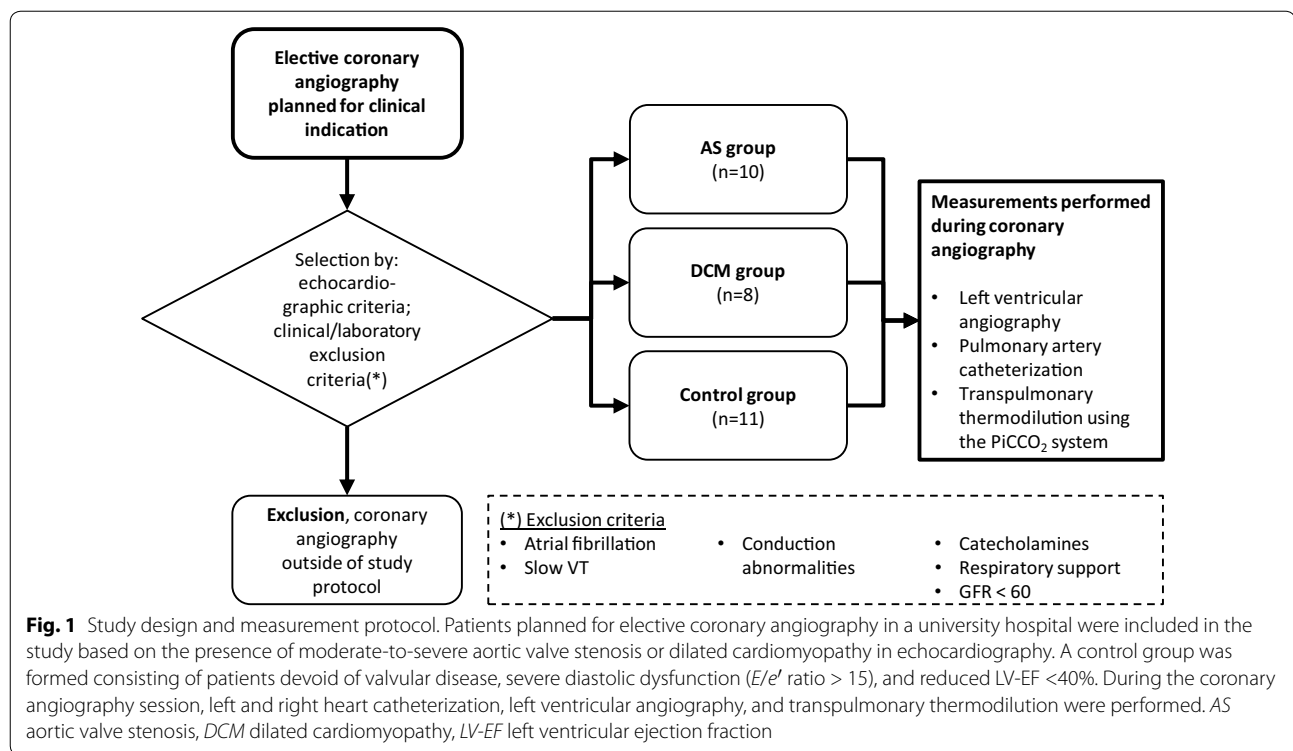 Elective coronary
angiography
planned for clinical
indication
Selection by:
echocardio-
graphic criteria;
clinical/laboratory
exclusion
criteria(*)
Exclusion, coronary
angiography
outside of study
protocol
AS group
(n=10)
DCM group
(n=8)
Control group
(n=11)
Measurements performed
during coronary
angiography
• Left ventricular
angiography
• Pulmonary artery
catheterization
• Transpulmonary
thermodilution using
the PiCCO₂ system
(*) Exclusion criteria
• Atrial fibrillation
• Slow VT
• Conduction
abnormalities
• Catecholamines
• Respiratory support
• GFR < 60
Fig. 1 Study design and measurement protocol. Patients planned for elective coronary angiography in a university hospital were included in the
study based on the presence of moderate-to-severe aortic valve stenosis or dilated cardiomyopathy in echocardiography. A control group was
formed consisting of patients devoid of valvular disease, severe diastolic dysfunction (E/e′ ratio > 15), and reduced LV-EF <40%. During the coronary
angiography session, left and right heart catheterization, left ventricular angiography, and transpulmonary thermodilution were performed. AS
aortic valve stenosis, DCM dilated cardiomyopathy, LV-EF left ventricular ejection fraction